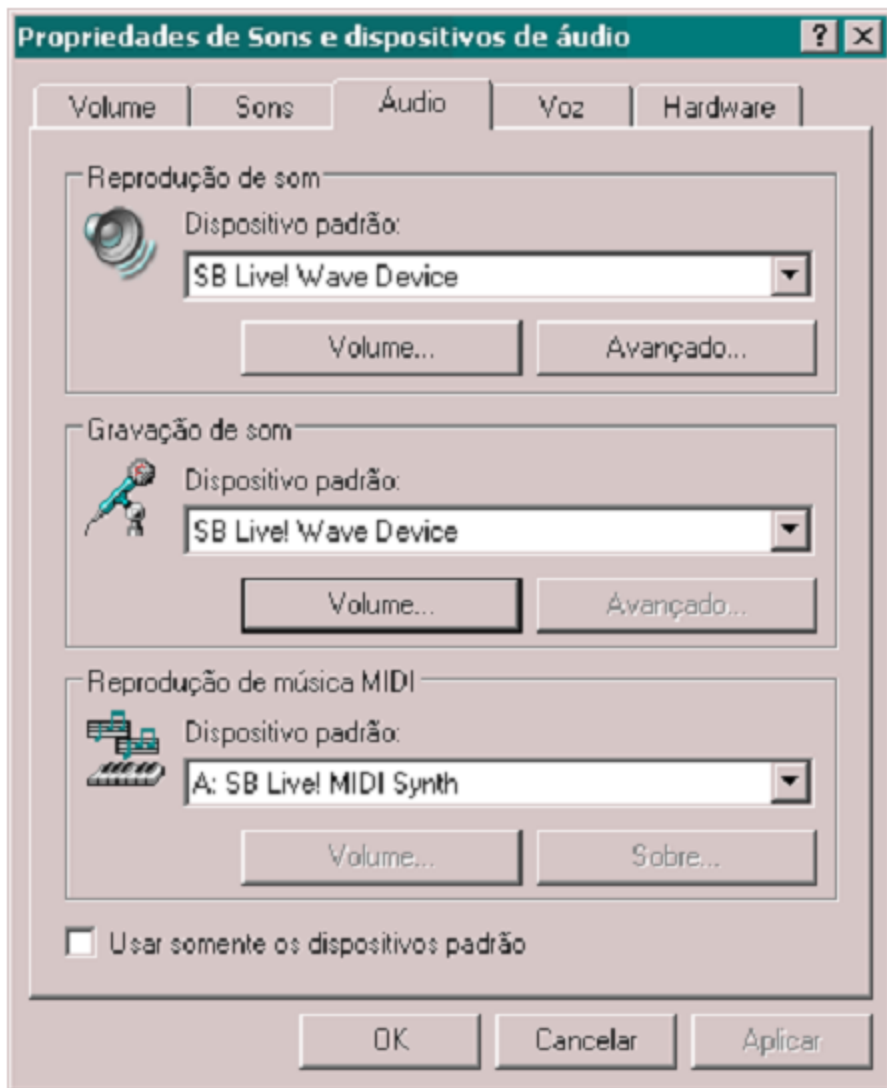 Propriedades de Sons e dispositivos de áudio
Volume Sons Áudio Voz Hardware
Reprodução de som
Dispositivo padrão:
SB Live! Wave Device
Volume... Avançado...
Gravação de som
Dispositivo padrão:
SB Live! Wave Device
Volume... Avançado...
Reprodução de música MIDI
Dispositivo padrão:
A: SB Live! MIDI Synth
Volume... Sobre...
Usar somente os dispositivos padrão
OK Cancelar Aplicar